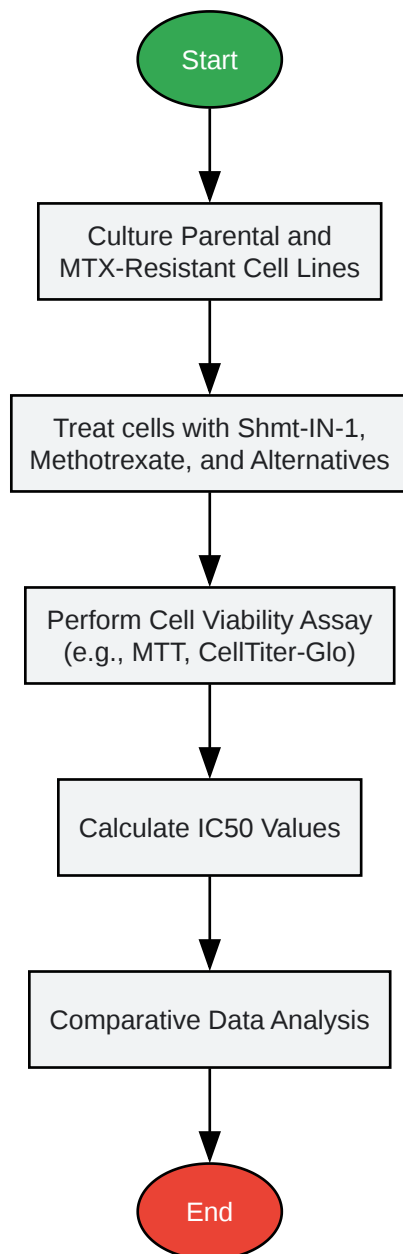 Start
Culture Parental and
MTX-Resistant Cell Lines
Treat cells with Shmt-IN-1,
Methotrexate, and Alternatives
Perform Cell Viability Assay
(e.g., MTT, CellTiter-Glo)
Calculate IC50 Values
Comparative Data Analysis
End